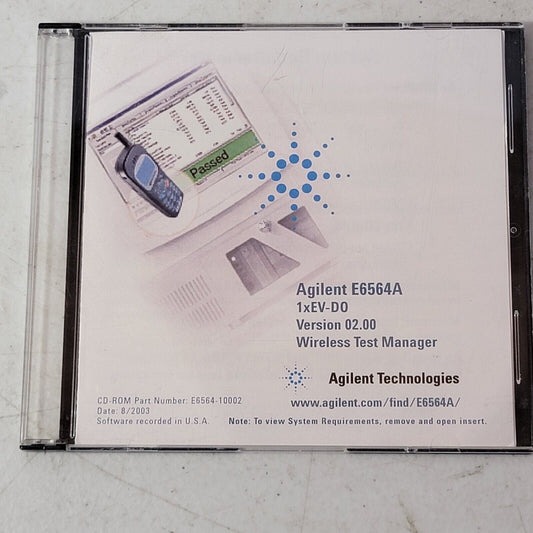 Passed
Agilent E6564A
1xEV-DO
Version 02.00
Wireless Test Manager
Agilent Technologies
CD-ROM Part Number: E6564-10002
www.agilent.com/find/E6564A/
Date: 8/2003
Software recorded in U.S.A.
Note: To view System Requirements, remove and open insert.